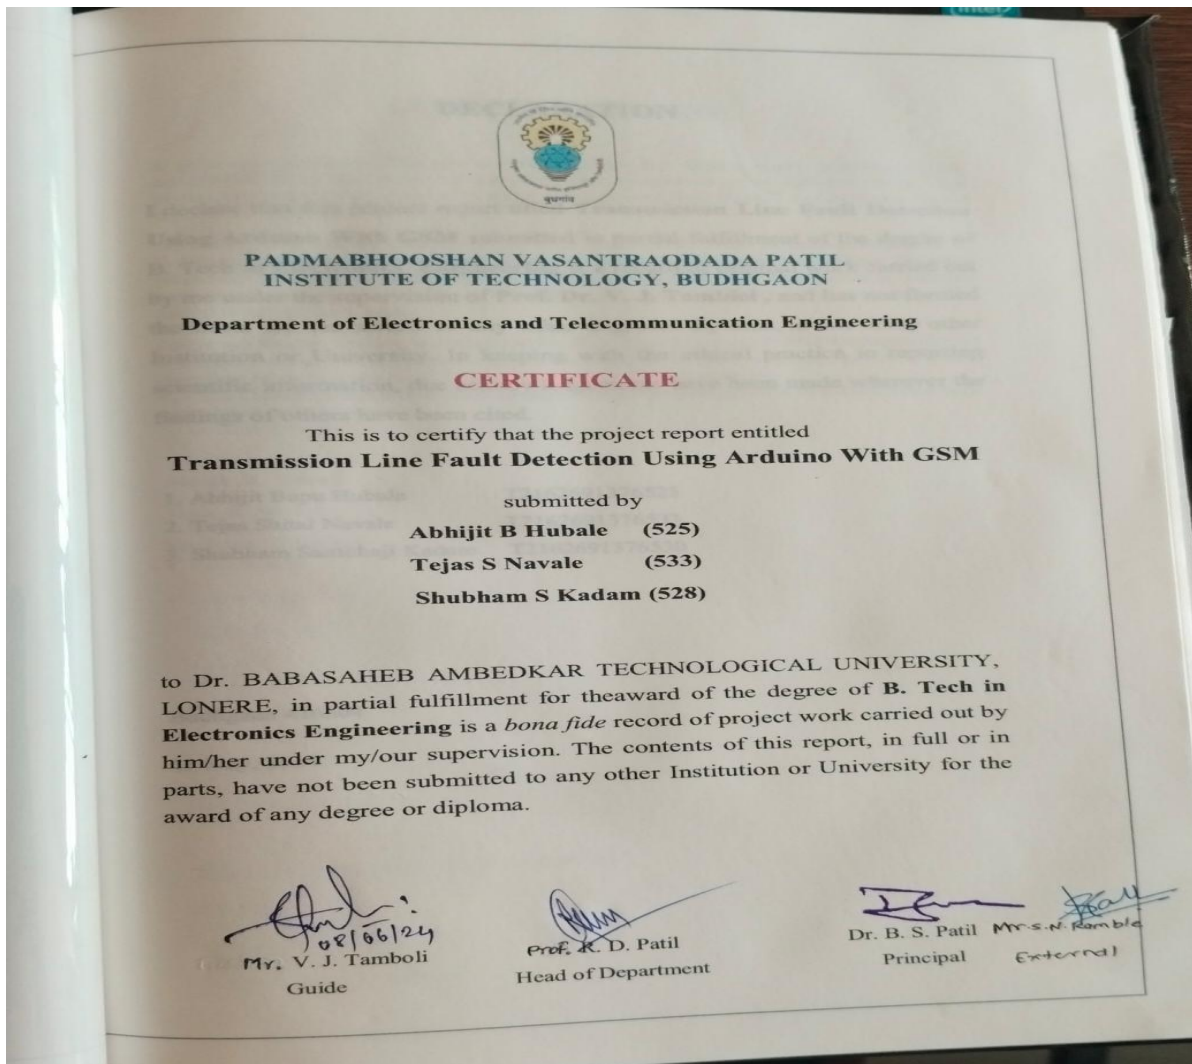 intel
बुधगांव
PADMABHOOSHAN VASANTRAODADA PATIL
INSTITUTE OF TECHNOLOGY, BUDHGAON
Department of Electronics and Telecommunication Engineering
CERTIFICATE
This is to certify that the project report entitled
Transmission Line Fault Detection Using Arduino With GSM
submitted by
Abhijit B Hubale (525)
Tejas S Navale (533)
Shubham S Kadam (528)
to Dr. BABASAHEB AMBEDKAR TECHNOLOGICAL UNIVERSITY,
LONERE, in partial fulfillment for theaward of the degree of B. Tech in
Electronics Engineering is a bona fide record of project work carried out by
him/her under my/our supervision. The contents of this report, in full or in
parts, have not been submitted to any other Institution or University for the
award of any degree or diploma.
08/06/24
Mr. V. J. Tamboli
Guide
Prof. K. D. Patil
Head of Department
Dr. B. S. Patil
Principal
Mr. S. N. Kamble
External